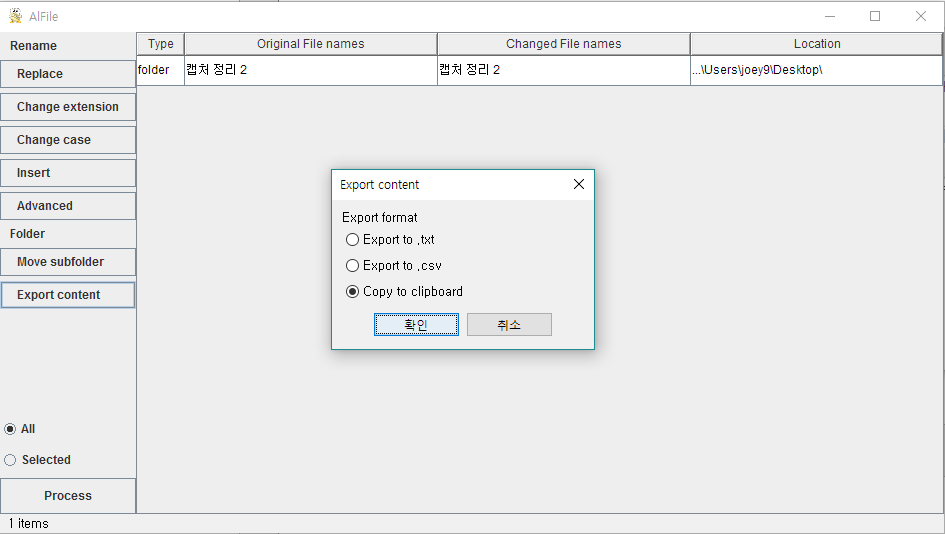 AlFile
Rename
Replace
Change extension
Change case
Insert
Advanced
Folder
Move subfolder
Export content
All
Selected
Process
1 items
Type Original File names Changed File names Location
folder 캡처 정리 2 캡처 정리 2 ...\Users\joey9\Desktop\
Export content
Export format
Export to .txt
Export to .csv
Copy to clipboard
확인 취소